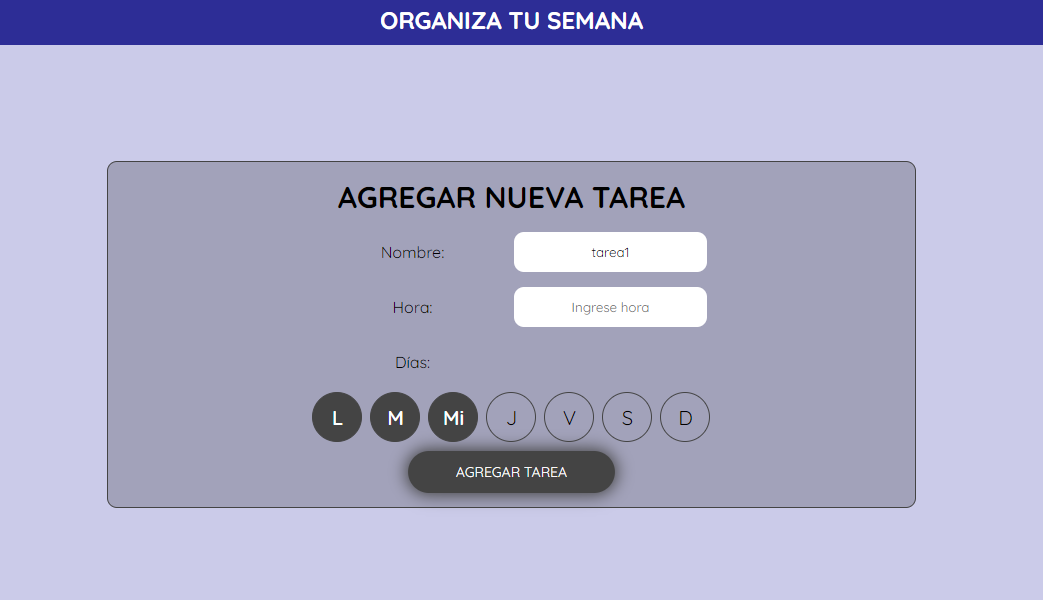 ORGANIZA TU SEMANA
AGREGAR NUEVA TAREA
Nombre: tarea1
Hora: Ingrese hora
Días:
L M Mi J V S D
AGREGAR TAREA